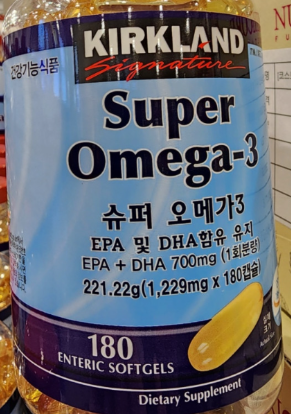 KIRKLAND
Signature
건강기능식품
Super
Omega-3
슈퍼 오메가3
EPA 및 DHA함유 유지
EPA + DHA 700mg (1회분량)
221.22g(1,229mg x 180캡슐)
180
ENTERIC SOFTGELS
Dietary Supplement